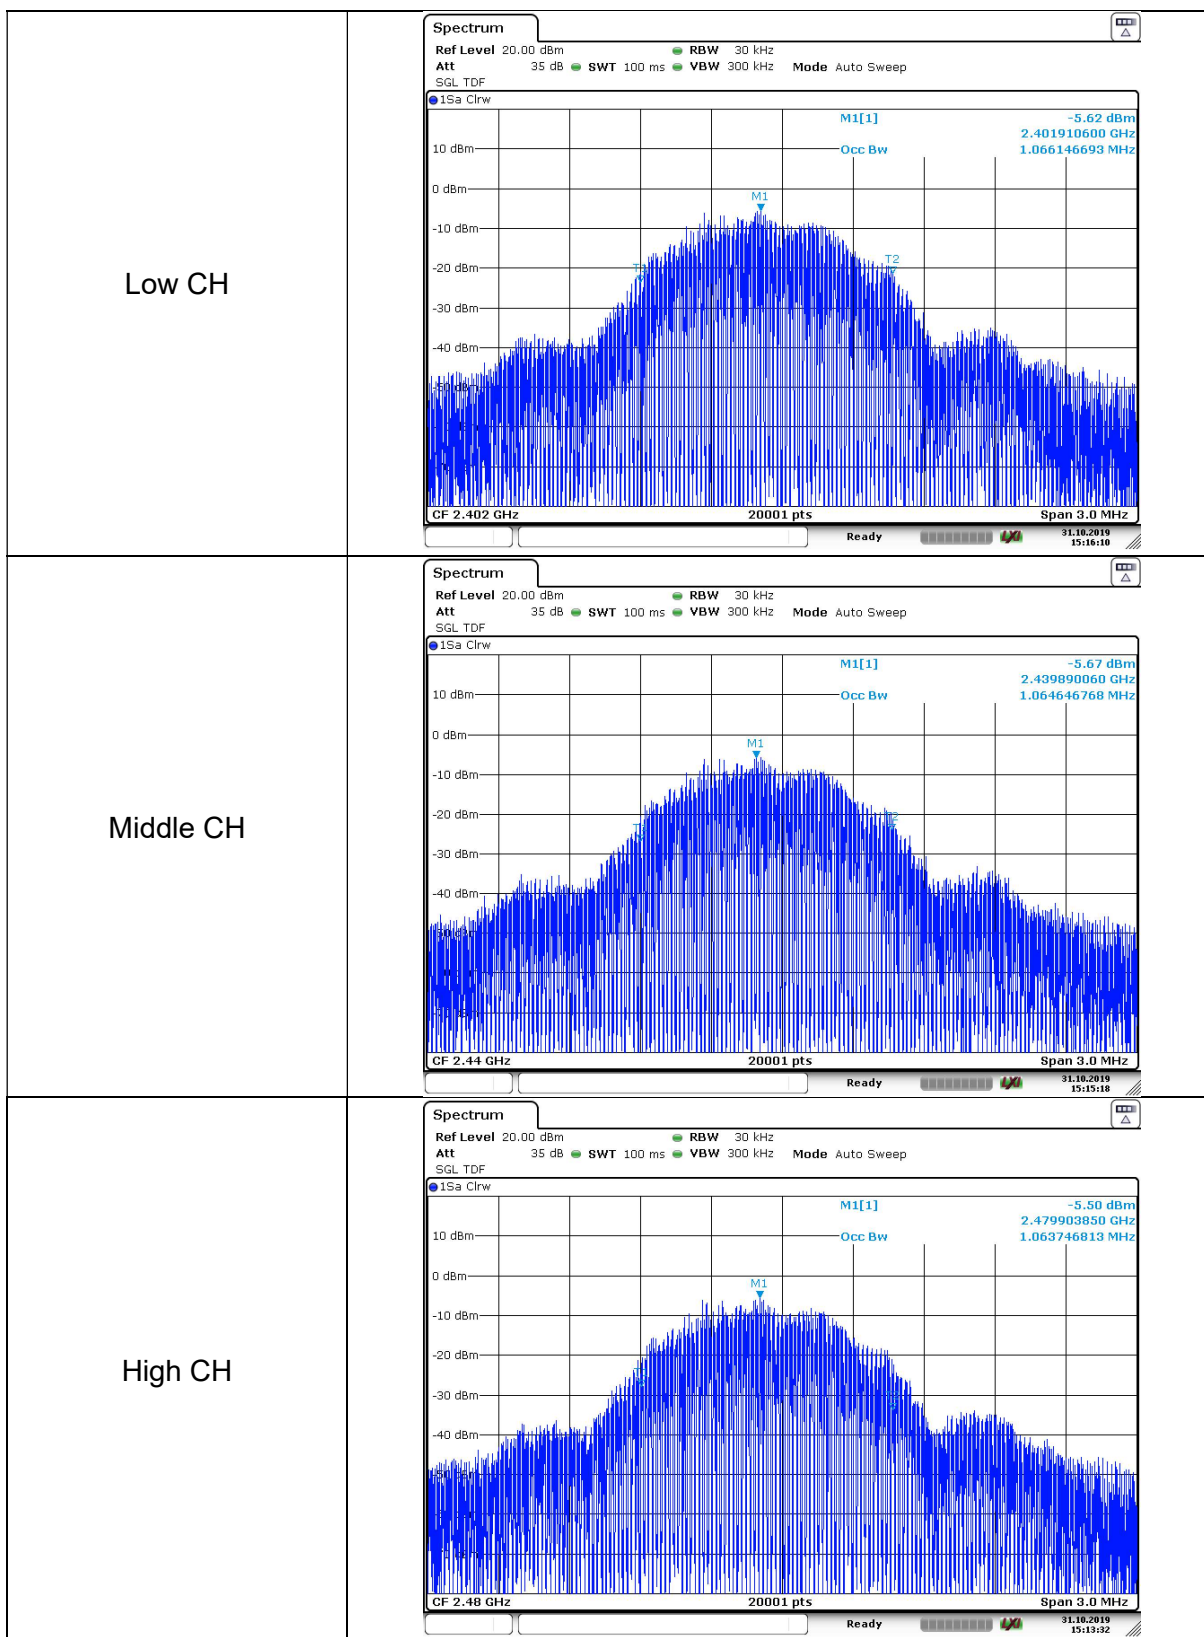 Low CH
Spectrum
Ref Level 20.00 dBm RBW 30 kHz
Att 35 dB SWT 100 ms VBW 300 kHz Mode Auto Sweep
SGL TDF
1Sa Clrw
M1[1] -5.62 dBm
2.401910600 GHz
10 dBm Occ Bw 1.066146693 MHz
0 dBm
M1
-10 dBm
-20 dBm
T2
-30 dBm
-40 dBm
-50 dBm
CF 2.402 GHz 20001 pts Span 3.0 MHz
Ready LXI 31.10.2019
15:16:10
Middle CH
Spectrum
Ref Level 20.00 dBm RBW 30 kHz
Att 35 dB SWT 100 ms VBW 300 kHz Mode Auto Sweep
SGL TDF
1Sa Clrw
M1[1] -5.67 dBm
2.439890060 GHz
10 dBm Occ Bw 1.064646768 MHz
0 dBm
M1
-10 dBm
-20 dBm
-30 dBm
-40 dBm
-50 dBm
CF 2.44 GHz 20001 pts Span 3.0 MHz
Ready LXI 31.10.2019
15:15:18
High CH
Spectrum
Ref Level 20.00 dBm RBW 30 kHz
Att 35 dB SWT 100 ms VBW 300 kHz Mode Auto Sweep
SGL TDF
1Sa Clrw
M1[1] -5.50 dBm
2.479903850 GHz
10 dBm Occ Bw 1.063746813 MHz
0 dBm
M1
-10 dBm
-20 dBm
-30 dBm
-40 dBm
CF 2.48 GHz 20001 pts Span 3.0 MHz
Ready LXI 31.10.2019
15:13:32